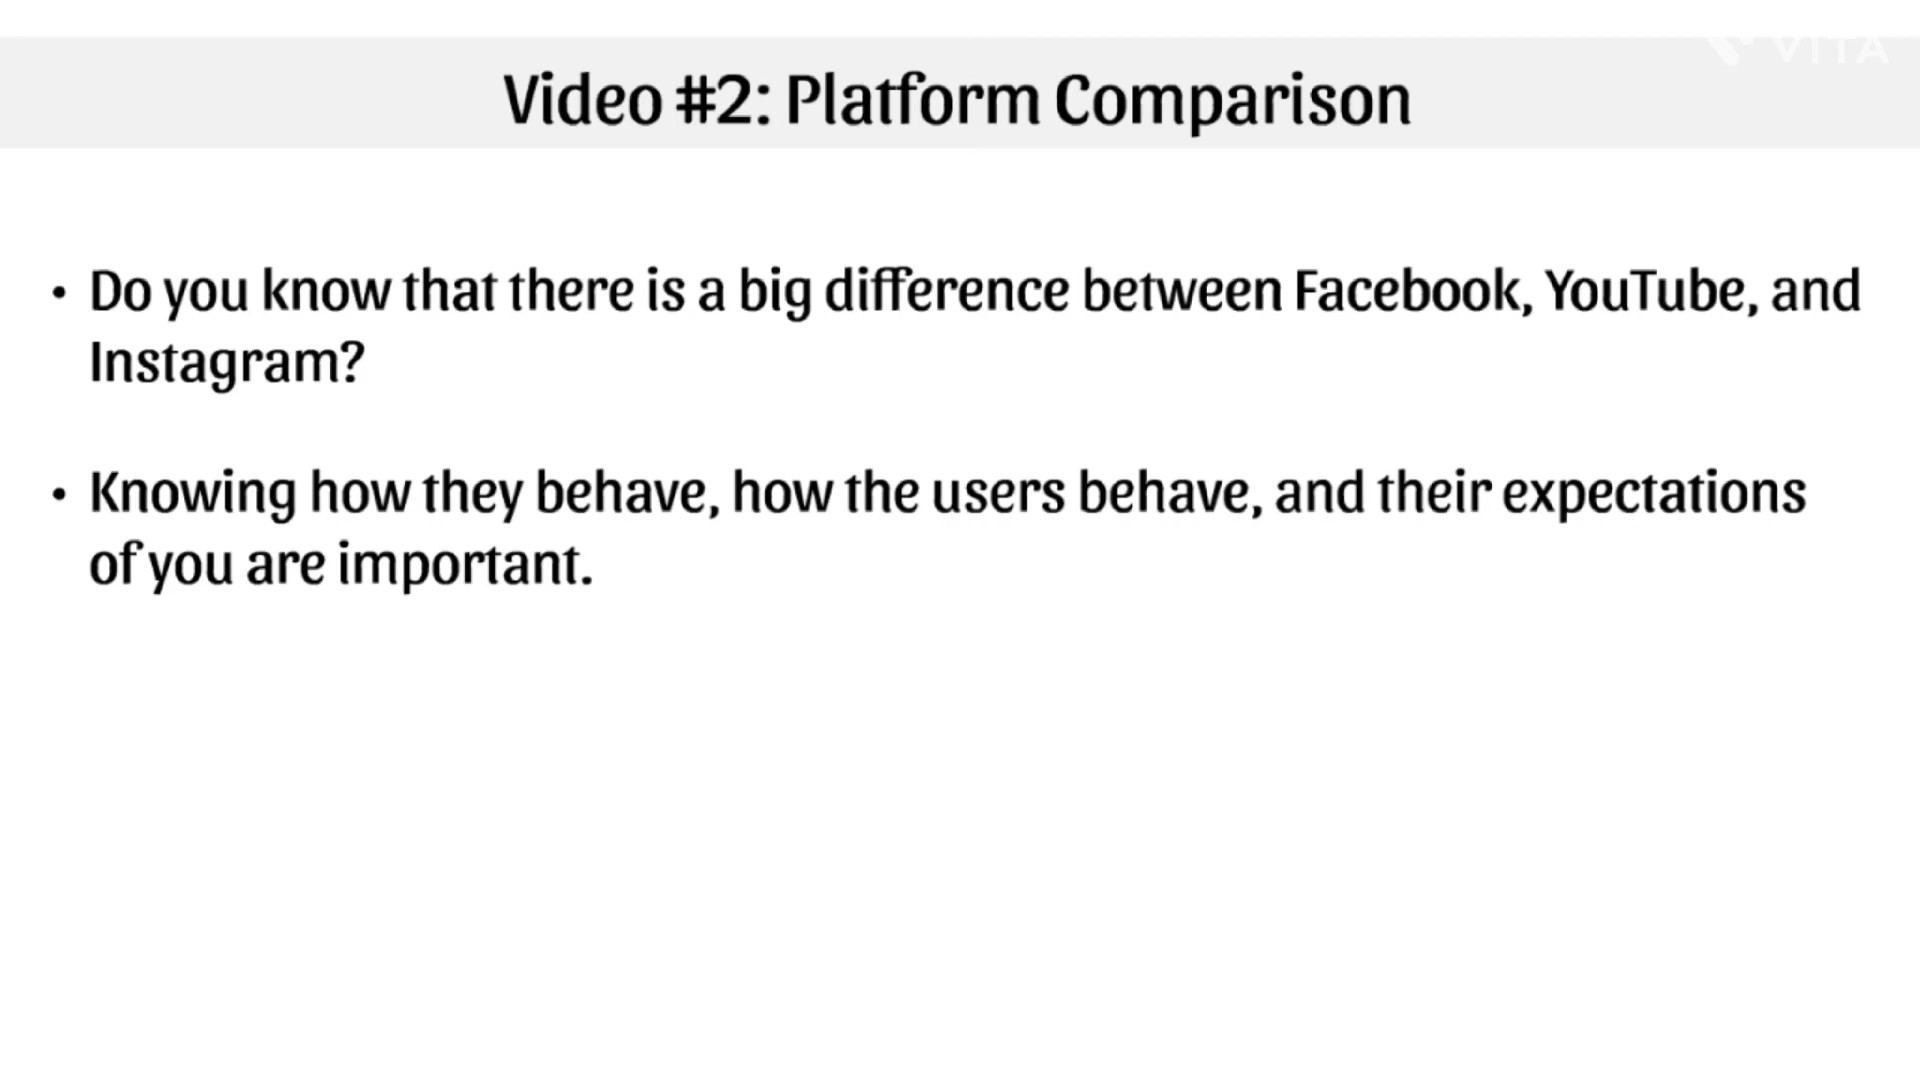 VITA
Video #2: Platform Comparison
• Do you know that there is a big difference between Facebook, YouTube, and
Instagram?
• Knowing how they behave, how the users behave, and their expectations
of you are important.